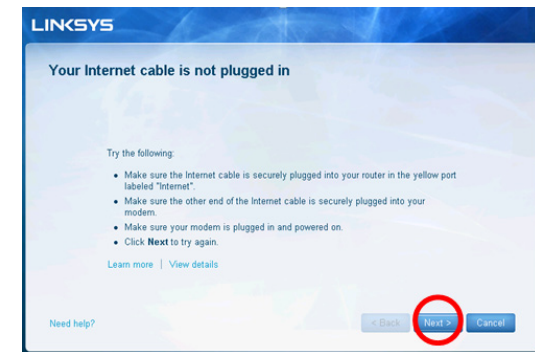 LINKSYS
Your Internet cable is not plugged in
Try the following:
• Make sure the Internet cable is securely plugged into your router in the yellow port
labeled "Internet".
• Make sure the other end of the Internet cable is securely plugged into your
modem.
• Make sure your modem is plugged in and powered on.
• Click Next to try again.
Learn more | View details
Need help? < Back Next > Cancel